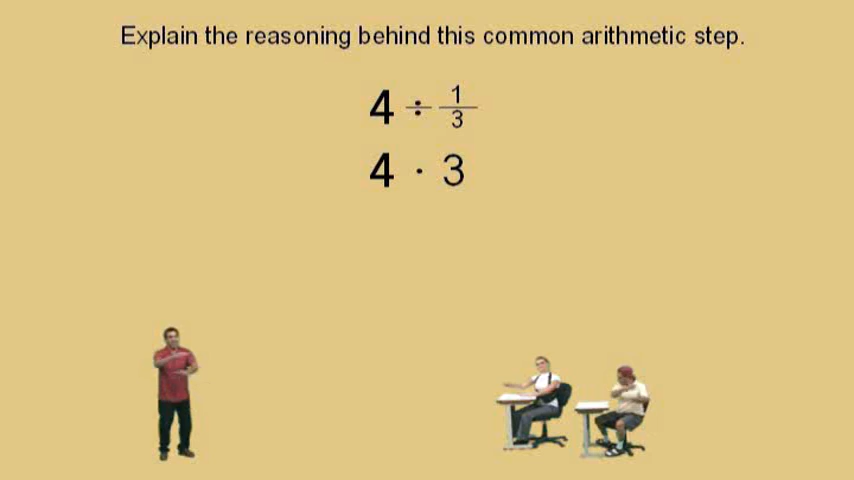 Explain the reasoning behind this common arithmetic step.
4 ÷ 1/3
4 · 3